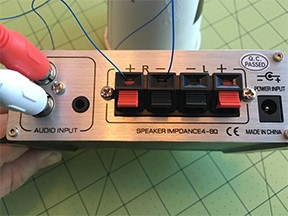 Q.C.
PASSED
+ R − − L +
POWER INPUT
AUDIO INPUT
SPEAKER IMPDANCE4-8Ω
CE
MADE IN CHINA